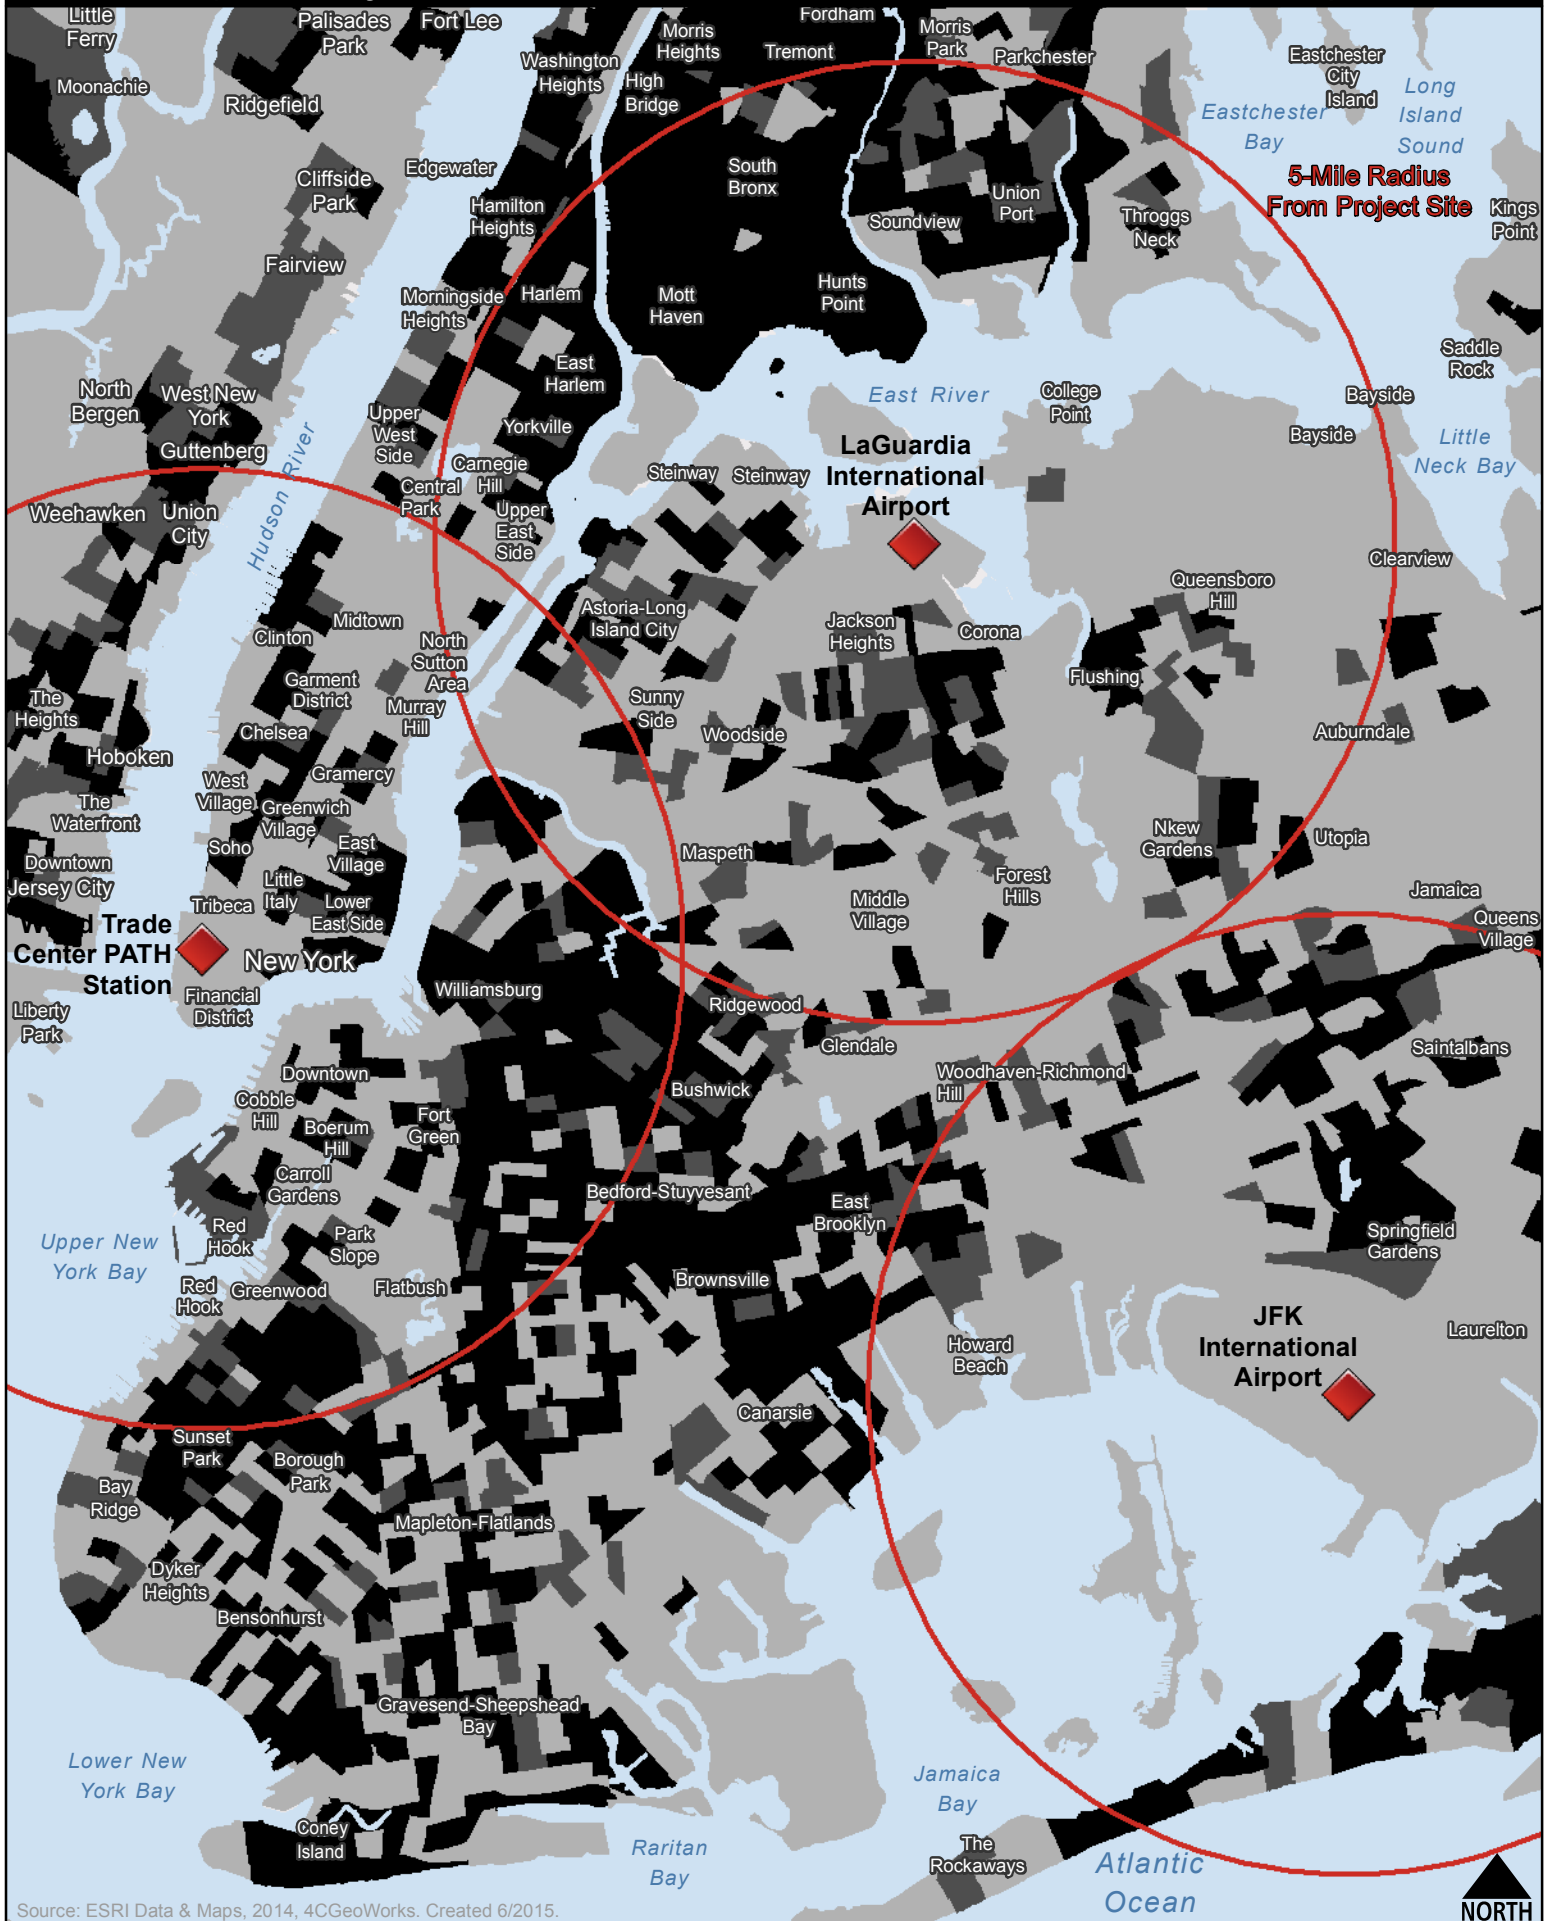 Little
Ferry
Palisades
Park
Fort Lee
Fordham
Morris
Heights
Tremont
Morris
Park
Parkchester
Washington
Heights
High
Bridge
Eastchester
City
Island
Long
Island
Sound
Eastchester
Bay
Moonachie
Ridgefield
5-Mile Radius
From Project Site
Kings
Point
Edgewater
Cliffside
Park
South
Bronx
Union
Port
Soundview
Throggs
Neck
Hamilton
Heights
Fairview
Morningside
Heights
Harlem
Mott
Haven
Hunts
Point
Saddle
Rock
East
Harlem
East River
College
Point
Bayside
Bayside
Little
Neck Bay
North
Bergen
West New
York
Guttenberg
Hudson River
Upper
West
Side
Yorkville
Carnegie
Hill
Central
Park
Upper
East
Side
Steinway
Steinway
LaGuardia
International
Airport
Weehawken
Union
City
Clearview
Queensboro
Hill
Astoria-Long
Island City
Jackson
Heights
Corona
Flushing
Midtown
Clinton
North
Sutton
Area
Garment
District
Murray
Hill
Sunny
Side
Woodside
Auburndale
The
Heights
Chelsea
Hoboken
Gramercy
West
Village
Greenwich
Village
The
Waterfront
Soho
East
Village
Maspeth
Nkew
Gardens
Utopia
Downtown
Jersey City
Little
Italy
Tribeca
Lower
East Side
Middle
Village
Forest
Hills
Jamaica
Queens
Village
Trade
Center PATH
Station
New York
Financial
District
Liberty
Park
Williamsburg
Ridgewood
Glendale
Saintalbans
Woodhaven-Richmond
Hill
Downtown
Cobble
Hill
Boerum
Hill
Fort
Green
Bushwick
Carroll
Gardens
Bedford-Stuyvesant
East
Brooklyn
Red
Hook
Park
Slope
Springfield
Gardens
Upper New
York Bay
Red
Hook
Greenwood
Flatbush
Brownsville
Howard
Beach
JFK
International
Airport
Laurelton
Canarsie
Sunset
Park
Borough
Park
Bay
Ridge
Mapleton-Flatlands
Dyker
Heights
Bensonhurst
Gravesend-Sheepshead
Bay
Lower New
York Bay
Jamaica
Bay
Coney
Island
Raritan
Bay
The
Rockaways
Atlantic
Ocean
NORTH
Source: ESRI Data & Maps, 2014, 4CGeoWorks. Created 6/2015.